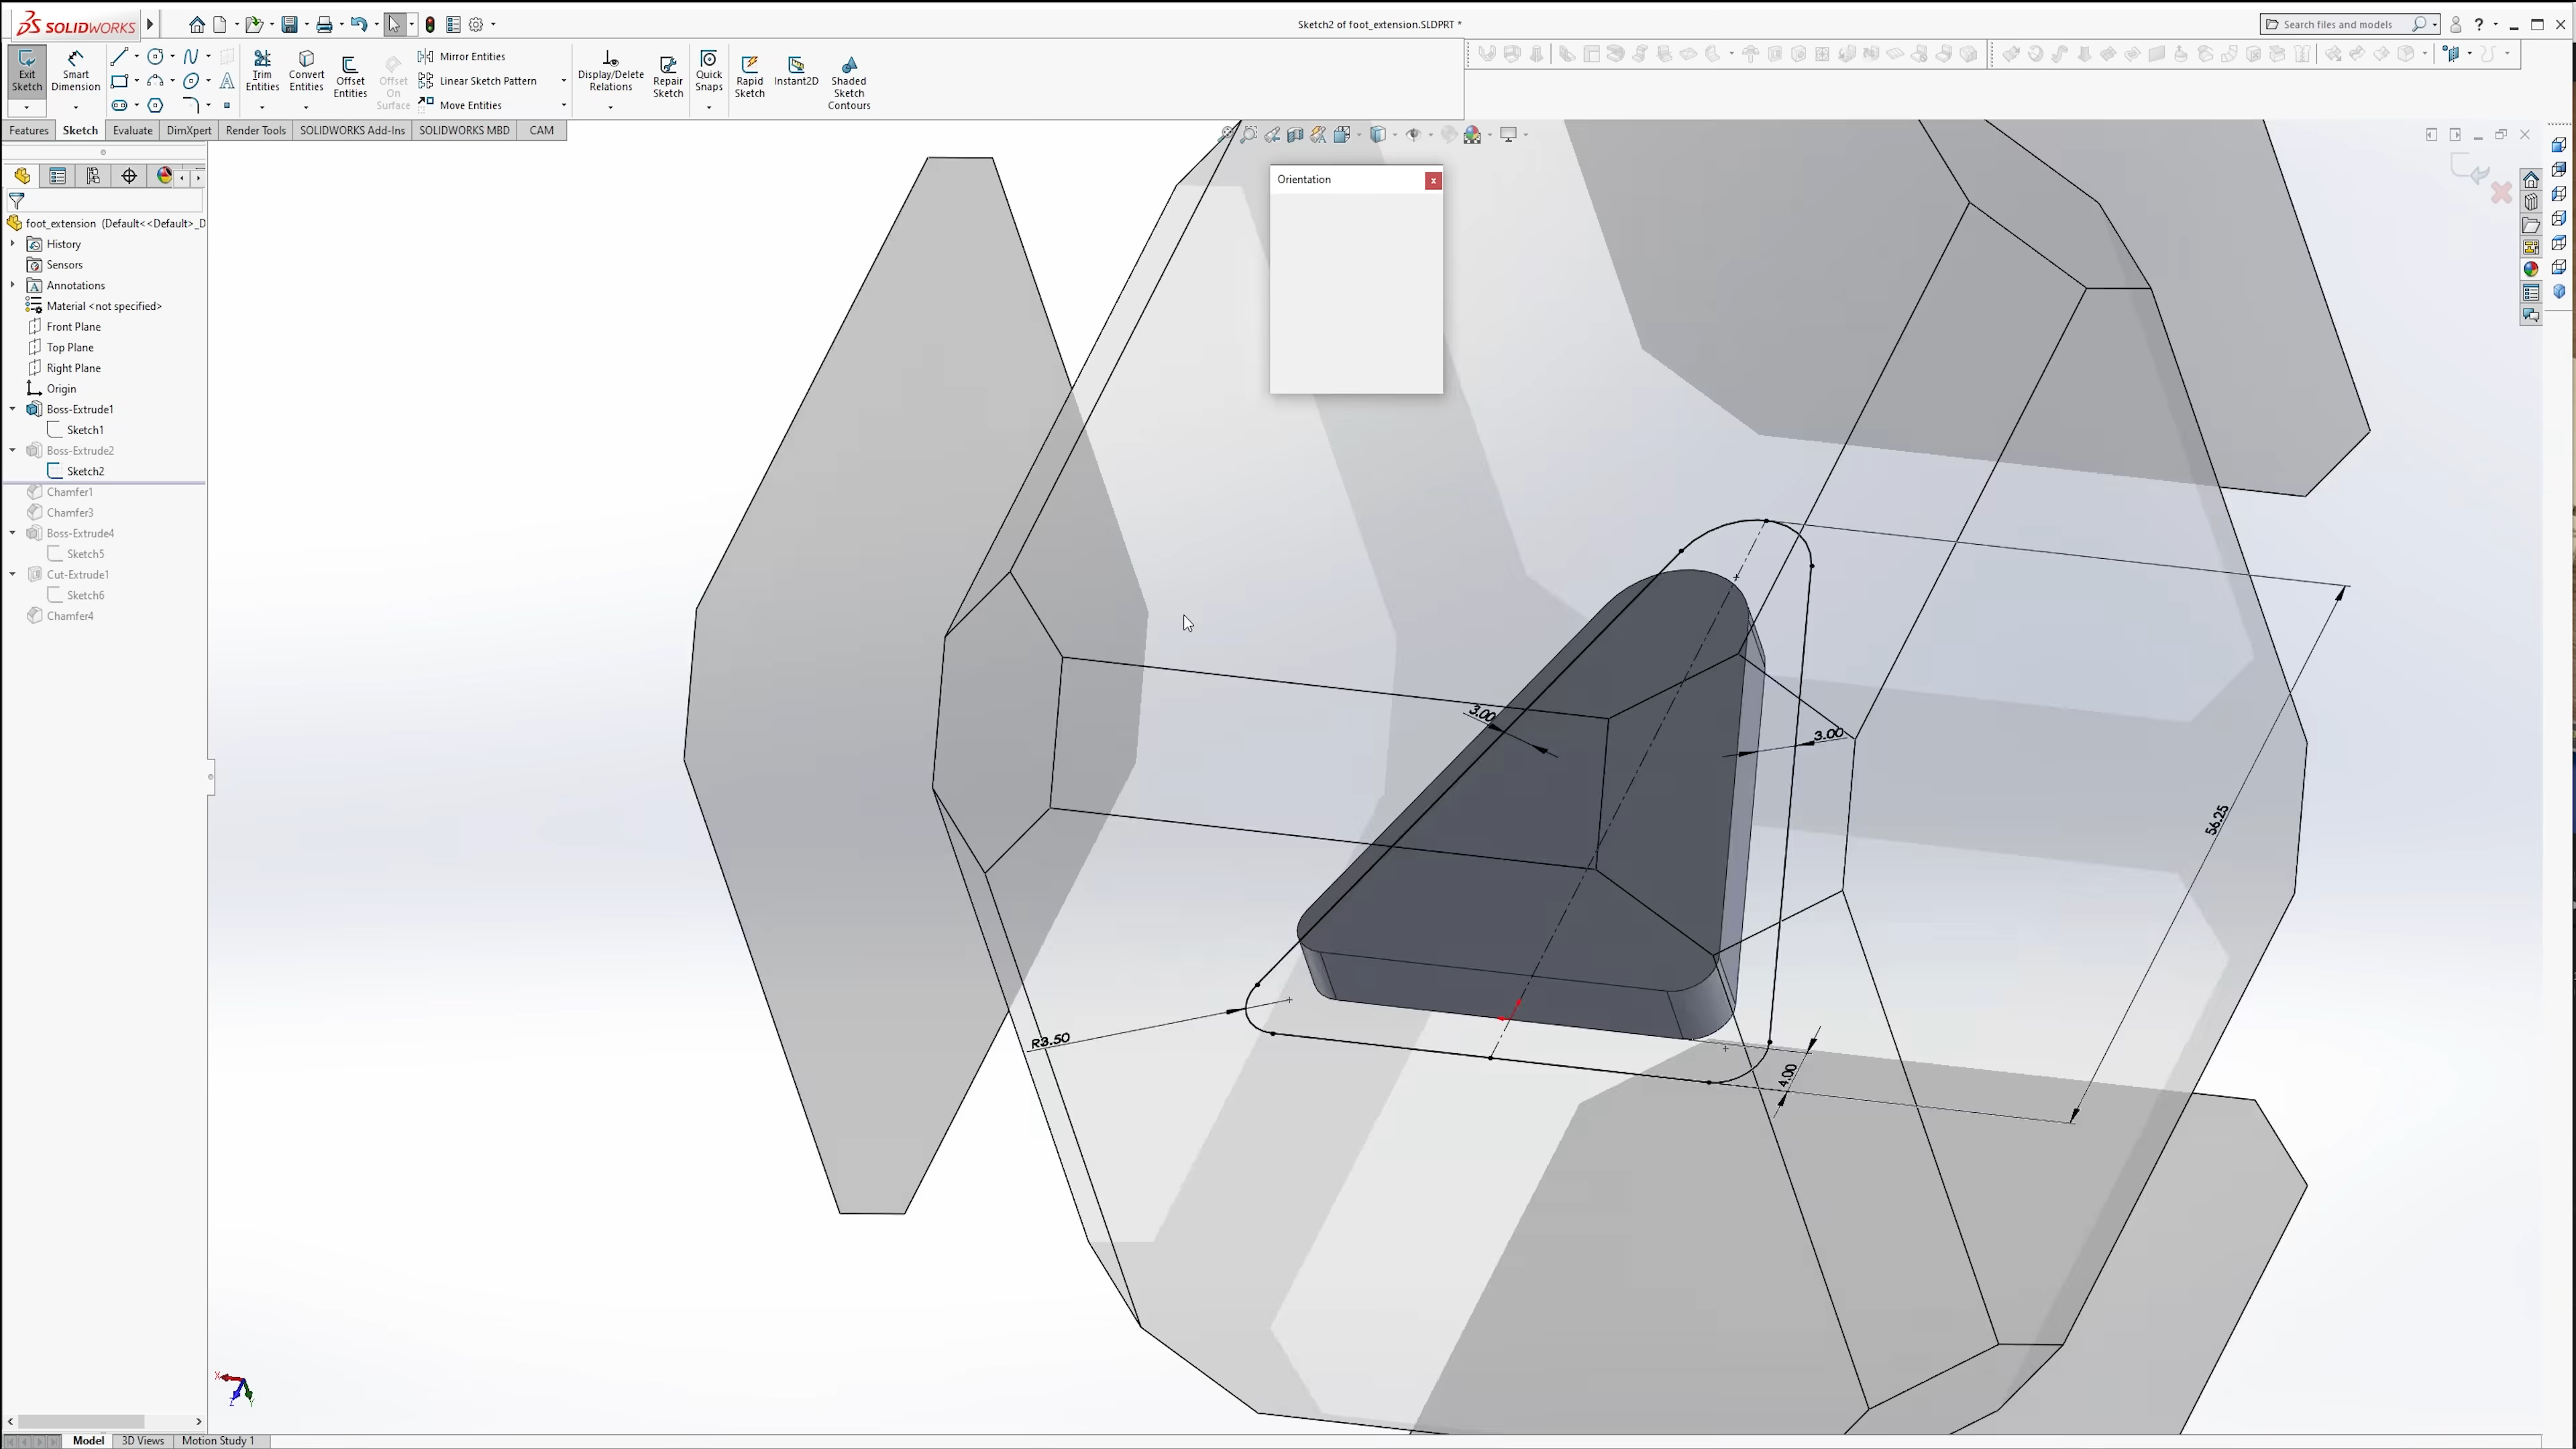 SOLIDWORKS
Sketch2 of foot_extension.SLDPRT *
Search files and models
?
Exit
Sketch
Smart
Dimension
Trim
Entities
Convert
Entities
Offset
Entities
Offset
On
Surface
Mirror Entities
Linear Sketch Pattern
Move Entities
Display/Delete
Relations
Repair
Sketch
Quick
Snaps
Rapid
Sketch
Instant2D
Shaded
Sketch
Contours
Features
Sketch
Evaluate
DimXpert
Render Tools
SOLIDWORKS Add-Ins
SOLIDWORKS MBD
CAM
Orientation
x
foot_extension (Default<<Default>_D
History
Sensors
Annotations
Material <not specified>
Front Plane
Top Plane
Right Plane
Origin
Boss-Extrude1
Sketch1
Boss-Extrude2
Sketch2
Chamfer1
Chamfer3
Boss-Extrude4
Sketch5
Cut-Extrude1
Sketch6
Chamfer4
3.00
3.00
56.25
R3.50
4.00
X
Z
Y
Model
3D Views
Motion Study 1